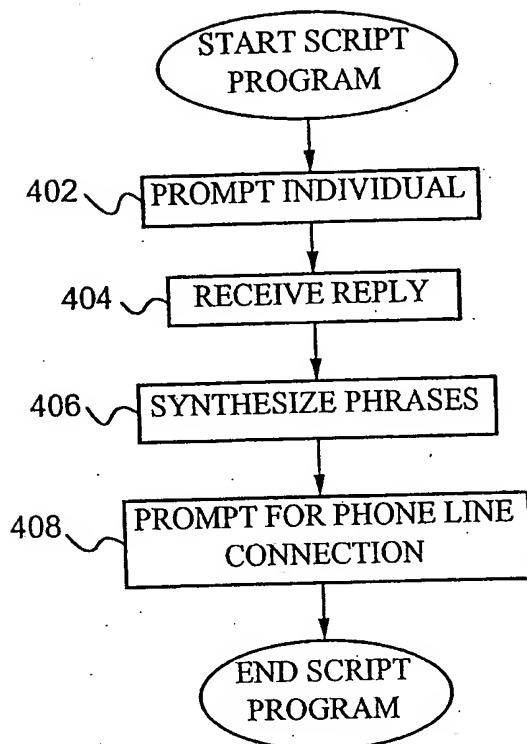 START SCRIPT
PROGRAM
402
PROMPT INDIVIDUAL
404
RECEIVE REPLY
406
SYNTHESIZE PHRASES
408
PROMPT FOR PHONE LINE
CONNECTION
END SCRIPT
PROGRAM